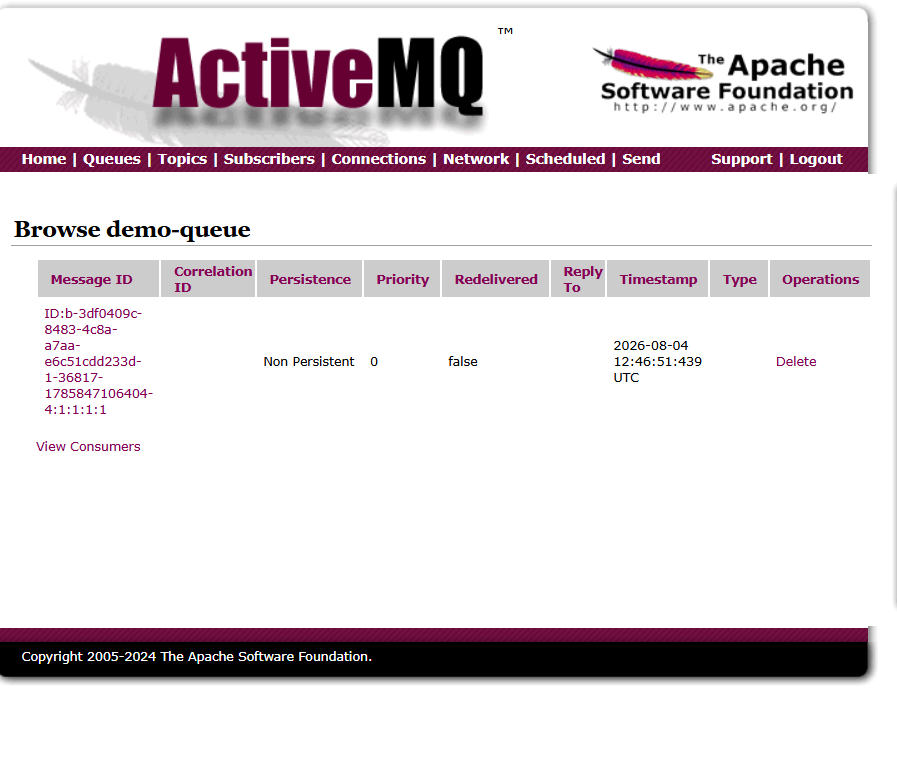 ActiveMQ ™
The Apache
Software Foundation
http://www.apache.org/
Home | Queues | Topics | Subscribers | Connections | Network | Scheduled | Send Support | Logout
Browse demo-queue
Message ID Correlation ID Persistence Priority Redelivered Reply To Timestamp Type Operations
ID:b-3df0409c-
8483-4c8a-
a7aa-
e6c51cdd233d-
1-36817-
1785847106404-
4:1:1:1:1
Non Persistent 0 false
2026-08-04
12:46:51:439
UTC
Delete
View Consumers
Copyright 2005-2024 The Apache Software Foundation.